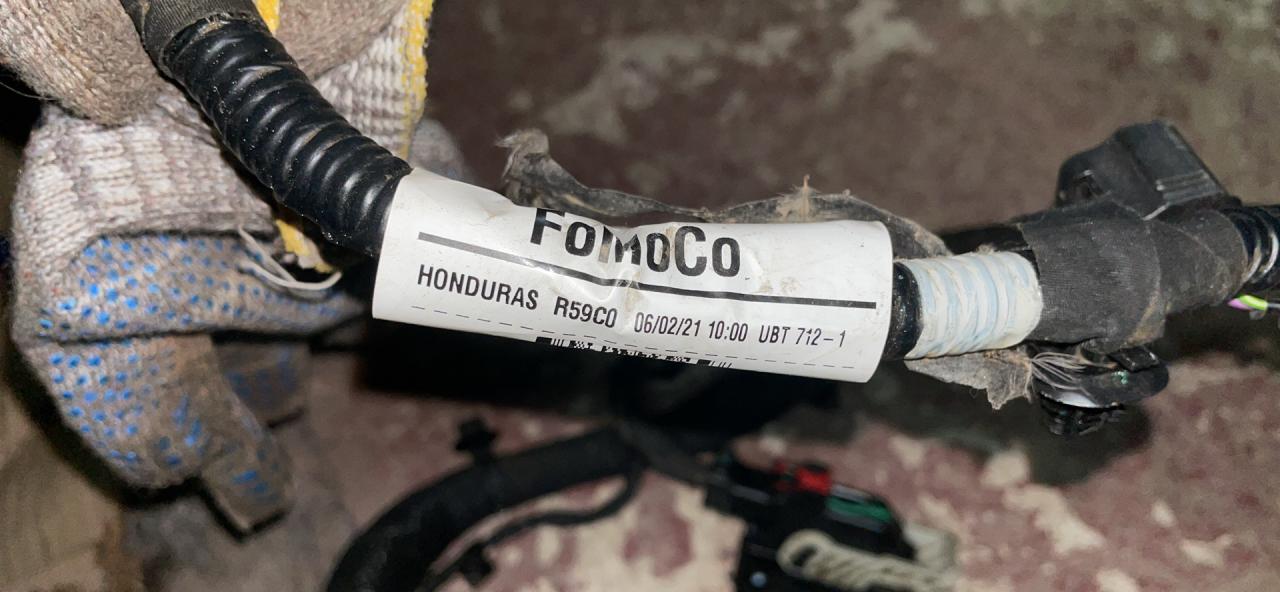 FoMoCo
HONDURAS R59C0 06/02/21 10:00 UBT 712-1